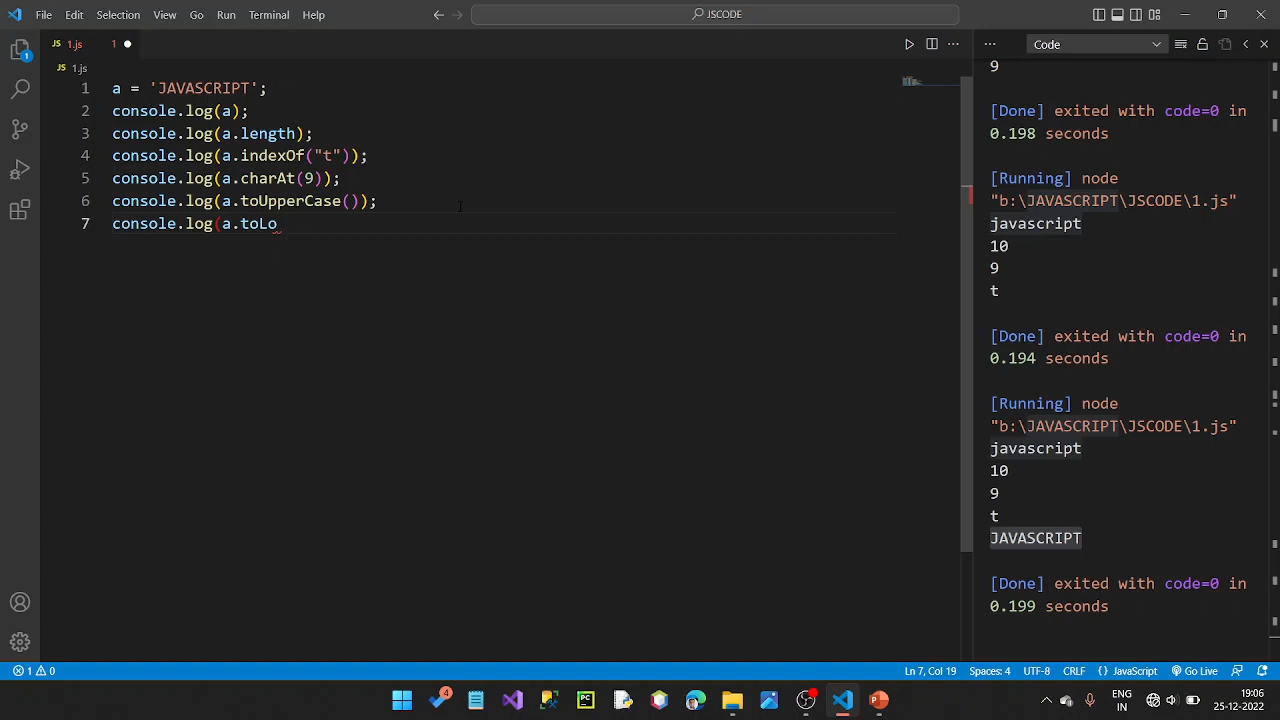 File Edit Selection View Go Run Terminal Help
JSCODE
JS 1.js 1
Code
JS 1.js
1 a = 'JAVASCRIPT';
2 console.log(a);
3 console.log(a.length);
4 console.log(a.indexOf("t"));
5 console.log(a.charAt(9));
6 console.log(a.toUpperCase());
7 console.log(a.toLo
9
[Done] exited with code=0 in
0.198 seconds
[Running] node
"b:\JAVASCRIPT\JSCODE\1.js"
javascript
10
9
t
[Done] exited with code=0 in
0.194 seconds
[Running] node
"b:\JAVASCRIPT\JSCODE\1.js"
javascript
10
9
t
JAVASCRIPT
[Done] exited with code=0 in
0.199 seconds
1
1 0
Ln 7, Col 19 Spaces: 4 UTF-8 CRLF {} JavaScript Go Live
4
PC
P
ENG
IN
19:06
25-12-2022